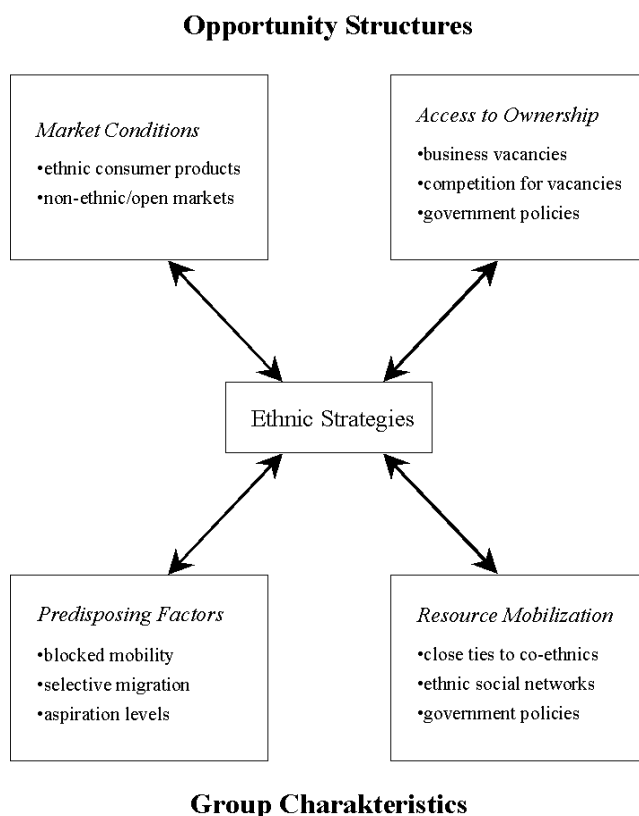 Opportunity Structures
Market Conditions
•ethnic consumer products
•non-ethnic/open markets
Access to Ownership
•business vacancies
•competition for vacancies
•government policies
Ethnic Strategies
Predisposing Factors
•blocked mobility
•selective migration
•aspiration levels
Resource Mobilization
•close ties to co-ethnics
•ethnic social networks
•government policies
Group Charakteristics